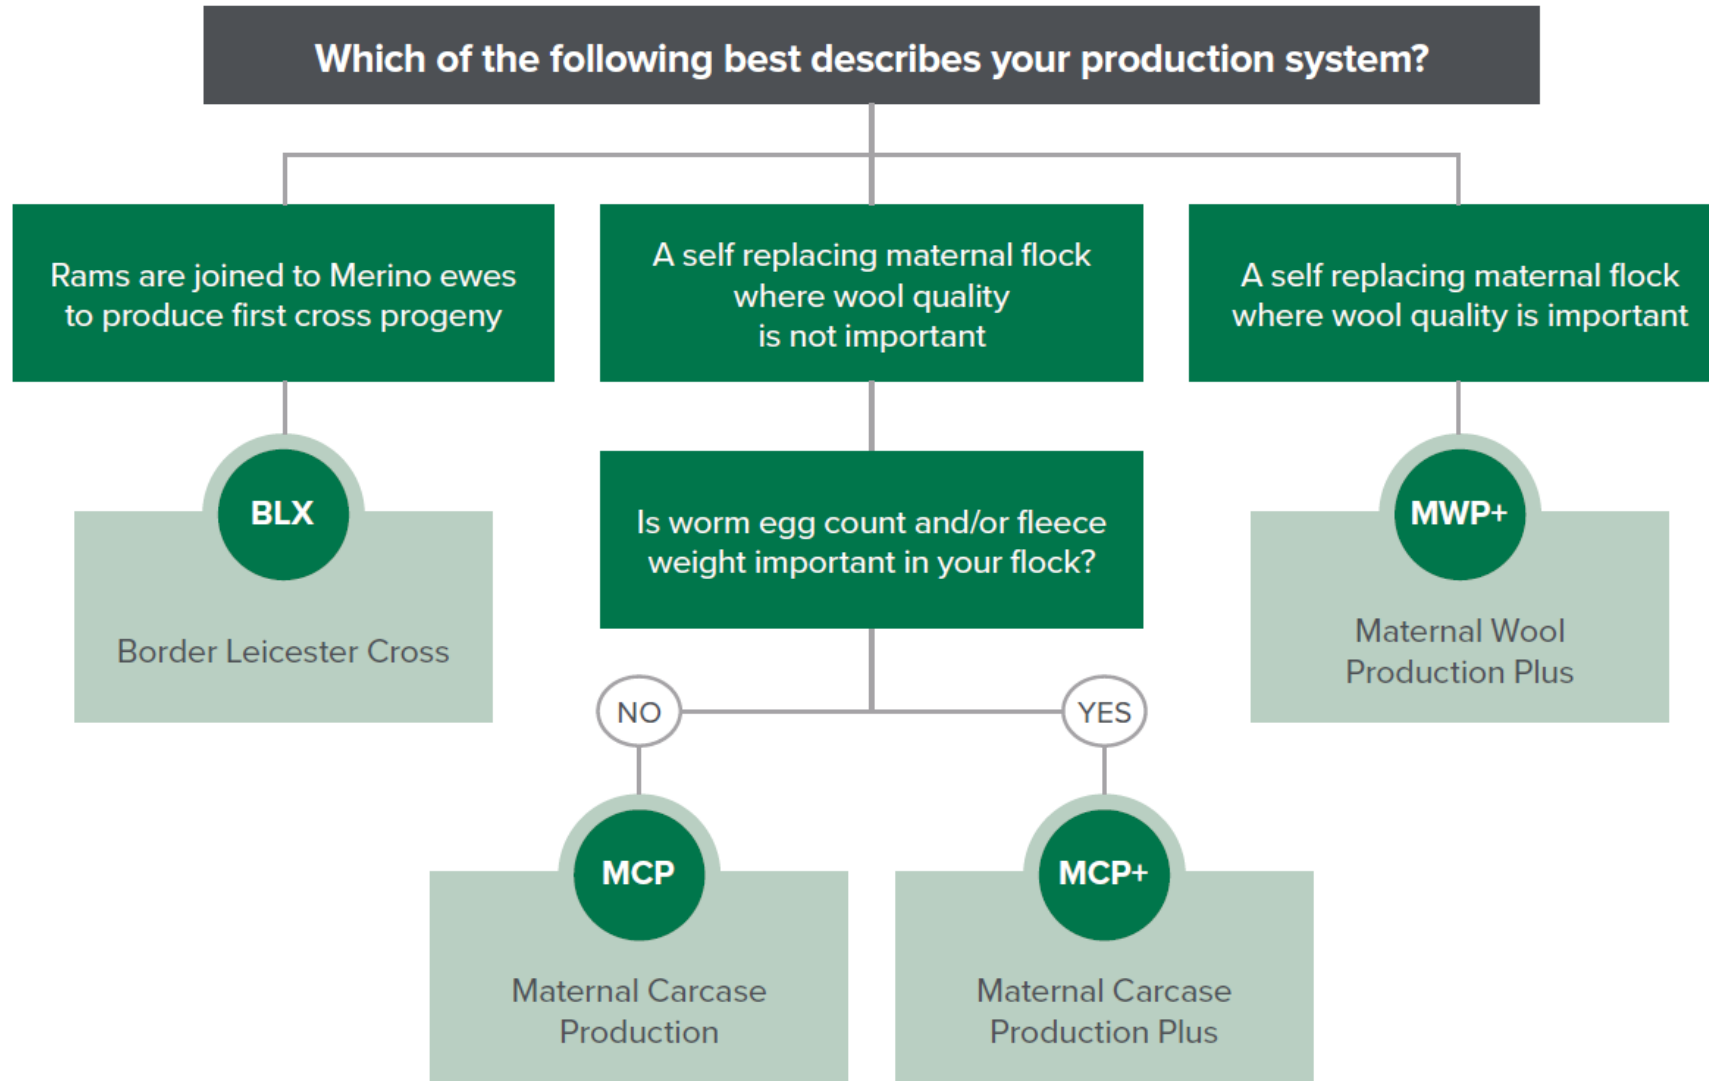 Which of the following best describes your production system?
Rams are joined to Merino ewes
to produce first cross progeny
A self replacing maternal flock
where wool quality
is not important
A self replacing maternal flock
where wool quality is important
BLX
Border Leicester Cross
Is worm egg count and/or fleece
weight important in your flock?
MWP+
Maternal Wool
Production Plus
NO
YES
MCP
Maternal Carcase
Production
MCP+
Maternal Carcase
Production Plus